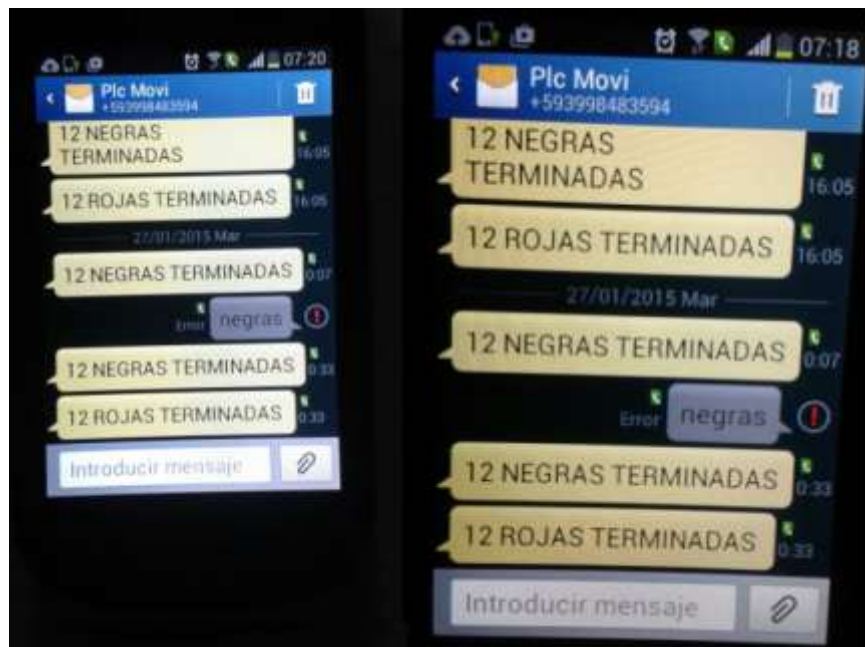 07:20
Plc Movi
+593998483594
12 NEGRAS
TERMINADAS
16:05
12 ROJAS TERMINADAS
16:05
27/01/2015 Mar
12 NEGRAS TERMINADAS
0:07
Error
negras
12 NEGRAS TERMINADAS
0:33
12 ROJAS TERMINADAS
0:33
Introducir mensaje
07:18
Plc Movi
+593998483594
12 NEGRAS
TERMINADAS
16:05
12 ROJAS TERMINADAS
16:05
27/01/2015 Mar
12 NEGRAS TERMINADAS
0:07
Error
negras
12 NEGRAS TERMINADAS
0:33
12 ROJAS TERMINADAS
0:33
Introducir mensaje